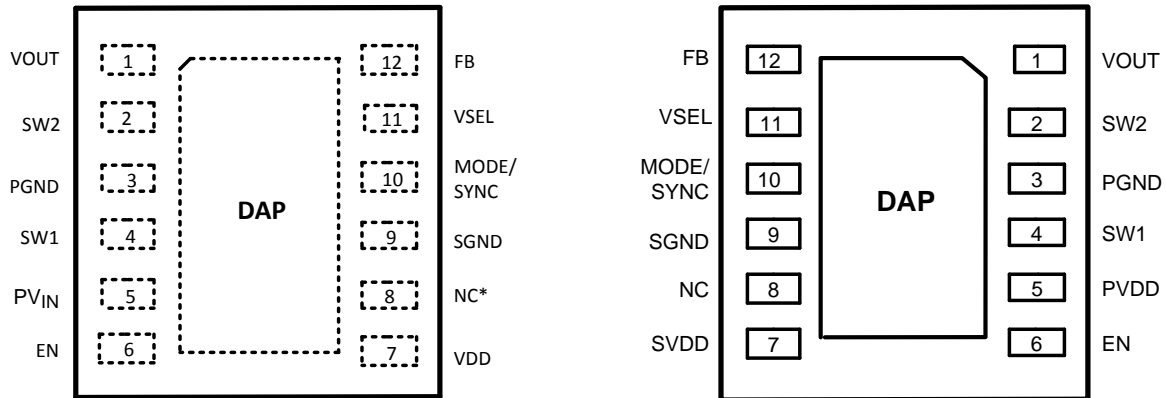 VOUT 1 12 FB
SW2 2 11 VSEL
PGND 3 10 MODE/
SYNC
DAP
SW1 4 9 SGND
PVIN 5 8 NC*
EN 6 7 VDD
FB 12 1 VOUT
VSEL 11 2 SW2
MODE/
SYNC 10 3 PGND
DAP
SGND 9 4 SW1
NC 8 5 PVDD
SVDD 7 6 EN